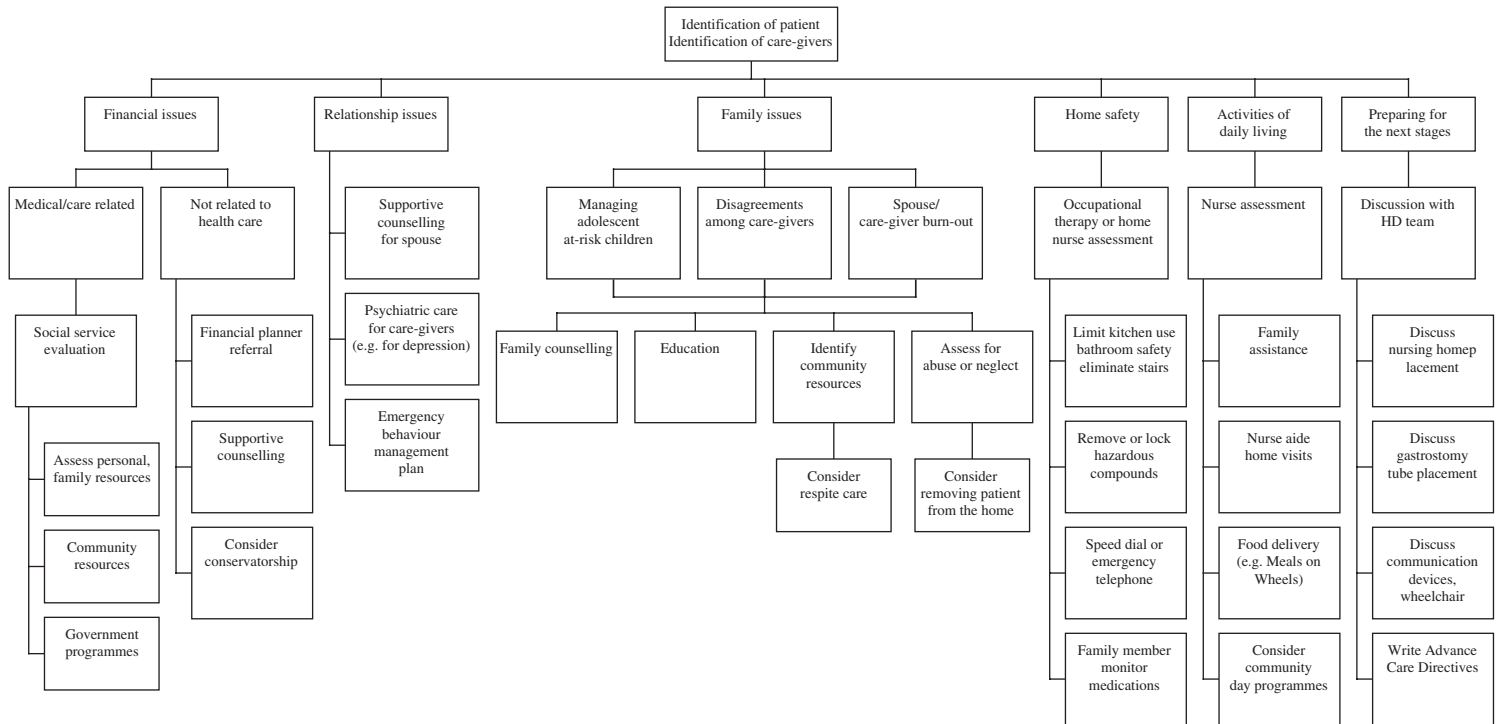 Identification of patient
Identification of care-givers
Financial issues
Relationship issues
Family issues
Home safety
Activities of
daily living
Preparing for
the next stages
Medical/care related
Not related to
health care
Supportive
counselling
for spouse
Managing
adolescent
at-risk children
Disagreements
among care-givers
Spouse/
care-giver burn-out
Occupational
therapy or home
nurse assessment
Nurse assessment
Discussion with
HD team
Social service
evaluation
Financial planner
referral
Psychiatric care
for care-givers
(e.g. for depression)
Family counselling
Education
Identify
community
resources
Assess for
abuse or neglect
Limit kitchen use
bathroom safety
eliminate stairs
Family
assistance
Discuss
nursing homep
lacement
Assess personal,
family resources
Supportive
counselling
Emergency
behaviour
management
plan
Consider
respite care
Consider
removing patient
from the home
Remove or lock
hazardous
compounds
Nurse aide
home visits
Discuss
gastrostomy
tube placement
Community
resources
Consider
conservatorship
Speed dial or
emergency
telephone
Food delivery
(e.g. Meals on
Wheels)
Discuss
communication
devices,
wheelchair
Government
programmes
Family member
monitor
medications
Consider
community
day programmes
Write Advance
Care Directives